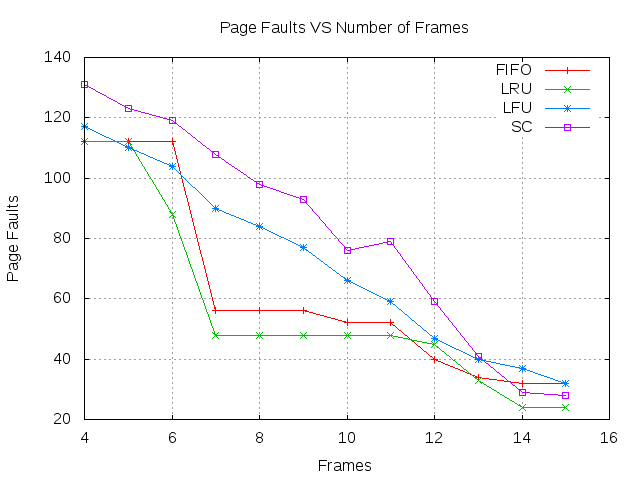 Page Faults VS Number of Frames
140
120
100
80
60
40
20
Page Faults
FIFO
LRU
LFU
SC
4 6 8 10 12 14 16
Frames